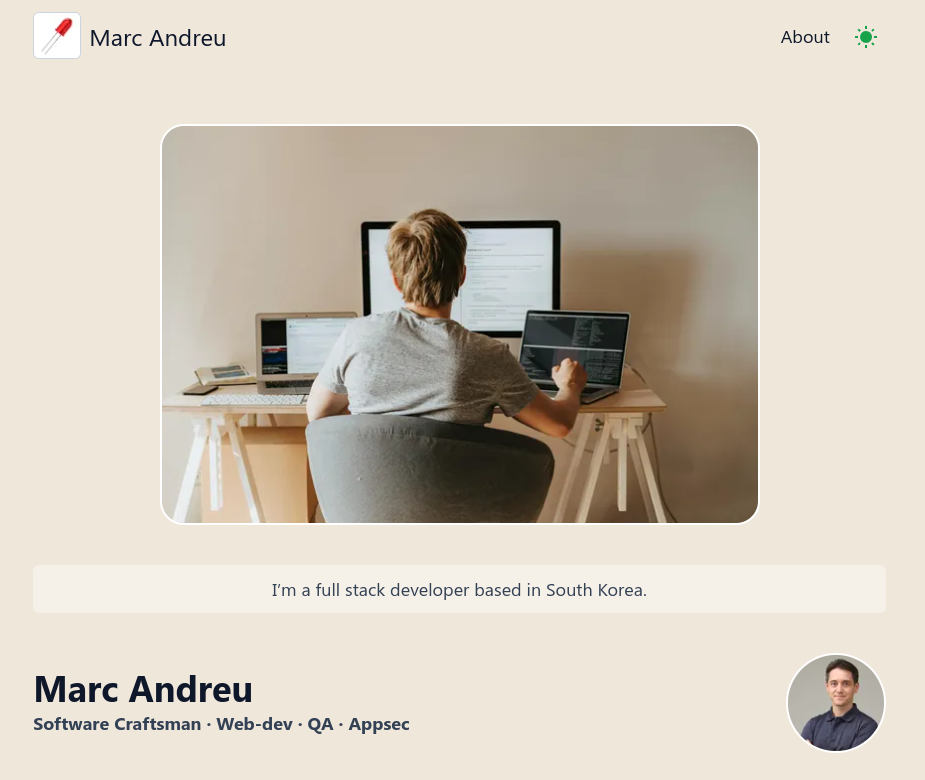 Marc Andreu
About
I'm a full stack developer based in South Korea.
Marc Andreu
Software Craftsman · Web-dev · QA · Appsec